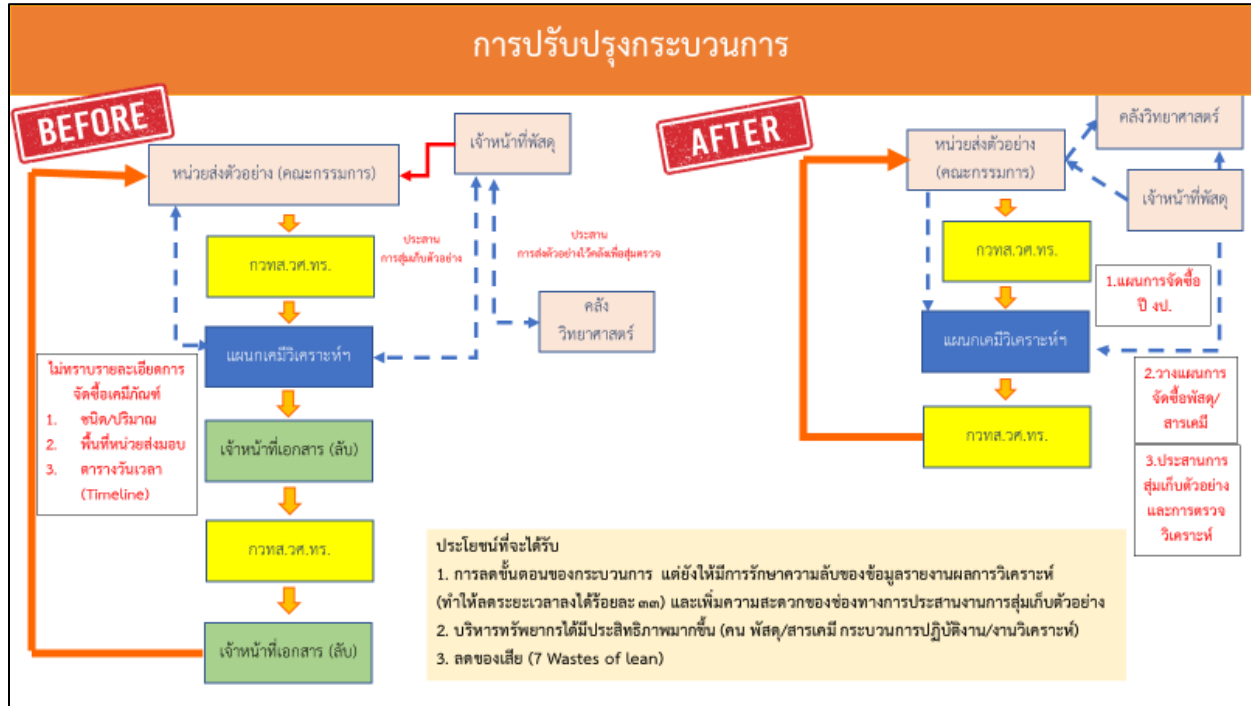 การปรับปรุงกระบวนการ
BEFORE
หน่วยส่งตัวอย่าง (คณะกรรมการ)
เจ้าหน้าที่พัสดุ
กวทส.วศ.ทร.
ประสาน
การสุ่มเก็บตัวอย่าง
ประสาน
การส่งตัวอย่างไว้คลังเพื่อสุ่มตรวจ
คลัง
วิทยาศาสตร์
แผนกเคมีวิเคราะห์ฯ
ไม่ทราบรายละเอียดการ
จัดซื้อเคมีภัณฑ์
1. ชนิด/ปริมาณ
2. พื้นที่หน่วยส่งมอบ
3. ตารางวันเวลา
(Timeline)
เจ้าหน้าที่เอกสาร (ลับ)
กวทส.วศ.ทร.
เจ้าหน้าที่เอกสาร (ลับ)
AFTER
คลังวิทยาศาสตร์
หน่วยส่งตัวอย่าง
(คณะกรรมการ)
เจ้าหน้าที่พัสดุ
กวทส.วศ.ทร.
1.แผนการจัดซื้อ
ปี งป.
แผนกเคมีวิเคราะห์ฯ
2.วางแผนการ
จัดซื้อพัสดุ/
สารเคมี
กวทส.วศ.ทร.
3.ประสานการ
สุ่มเก็บตัวอย่าง
และการตรวจ
วิเคราะห์
ประโยชน์ที่จะได้รับ
1. การลดขั้นตอนของกระบวนการ แต่ยังให้มีการรักษาความลับของข้อมูลรายงานผลการวิเคราะห์
(ทำให้ลดระยะเวลาลงได้ร้อยละ ๓๓) และเพิ่มความสะดวกของช่องทางการประสานงานการสุ่มเก็บตัวอย่าง
2. บริหารทรัพยากรได้มีประสิทธิภาพมากขึ้น (คน พัสดุ/สารเคมี กระบวนการปฏิบัติงาน/งานวิเคราะห์)
3. ลดของเสีย (7 Wastes of lean)